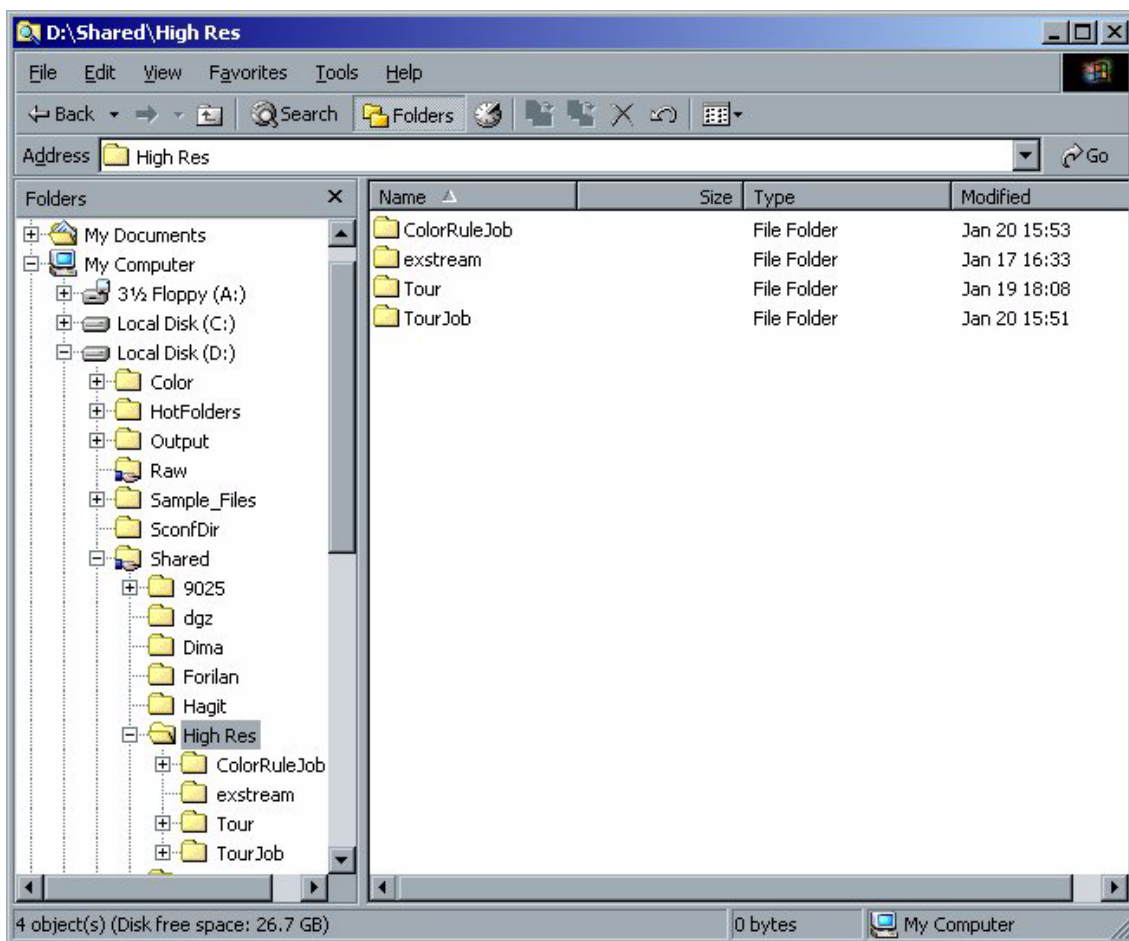 D:\Shared\High Res
File Edit View Favorites Tools Help
Back Search Folders
Address High Res Go
Folders
My Documents
My Computer
3½ Floppy (A:)
Local Disk (C:)
Local Disk (D:)
Color
HotFolders
Output
Raw
Sample_Files
SconfDir
Shared
9025
dgz
Dima
Forilan
Hagit
High Res
ColorRuleJob
exstream
Tour
TourJob
Name Size Type Modified
ColorRuleJob File Folder Jan 20 15:53
exstream File Folder Jan 17 16:33
Tour File Folder Jan 19 18:08
TourJob File Folder Jan 20 15:51
4 object(s) (Disk free space: 26.7 GB) 0 bytes My Computer